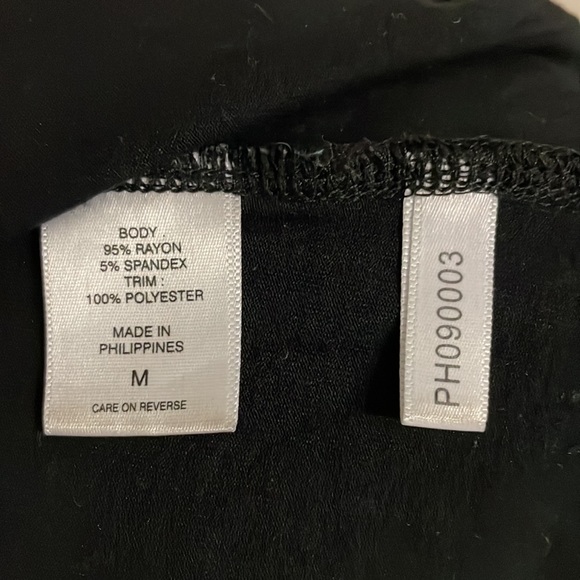 BODY
95% RAYON
5% SPANDEX
TRIM :
100% POLYESTER
MADE IN
PHILIPPINES
M
CARE ON REVERSE
PH090003